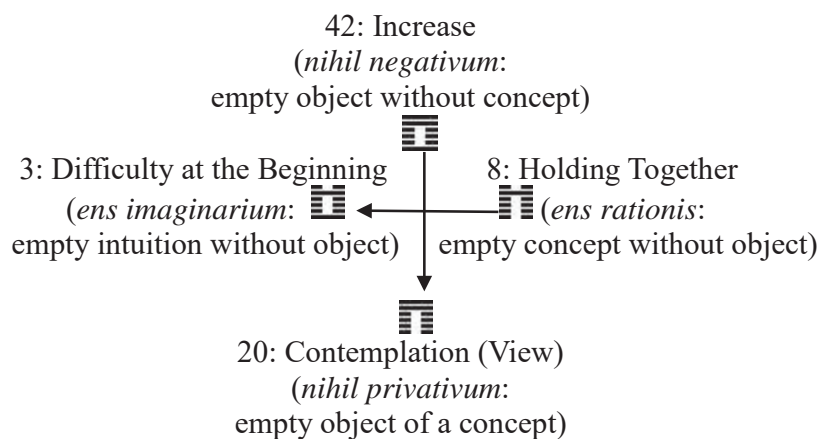 42: Increase
(nihil negativum:
empty object without concept)
3: Difficulty at the Beginning
(ens imaginarium:
empty intuition without object)
8: Holding Together
(ens rationis:
empty concept without object)
20: Contemplation (View)
(nihil privativum:
empty object of a concept)